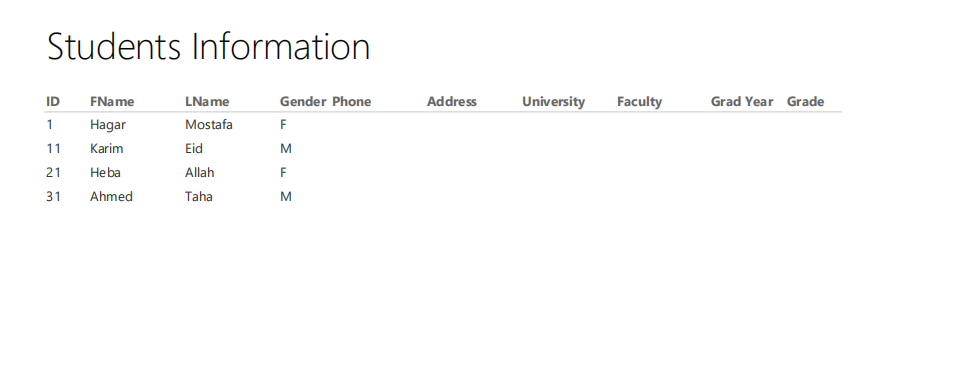 Students Information
ID FName LName Gender Phone Address University Faculty Grad Year Grade
1 Hagar Mostafa F
11 Karim Eid M
21 Heba Allah F
31 Ahmed Taha M